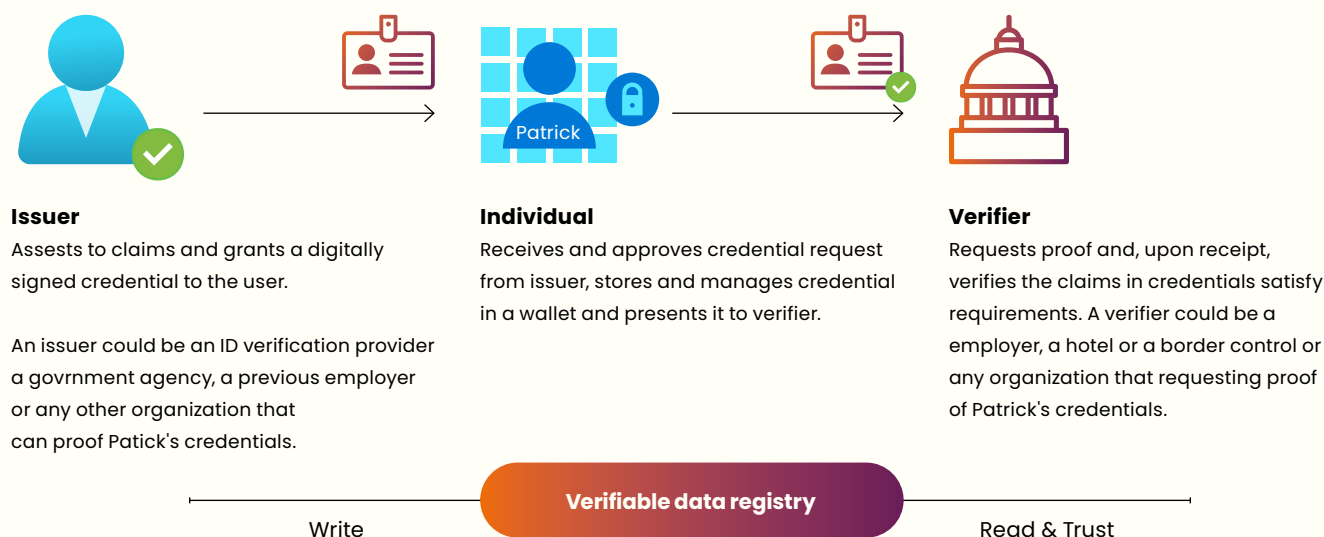 Patrick
Issuer
Assests to claims and grants a digitally
signed credential to the user.
An issuer could be an ID verification provider
a govrnment agency, a previous employer
or any other organization that
can proof Patick's credentials.
Individual
Receives and approves credential request
from issuer, stores and manages credential
in a wallet and presents it to verifier.
Verifier
Requests proof and, upon receipt,
verifies the claims in credentials satisfy
requirements. A verifier could be a
employer, a hotel or a border control or
any organization that requesting proof
of Patrick's credentials.
Verifiable data registry
Write
Read & Trust